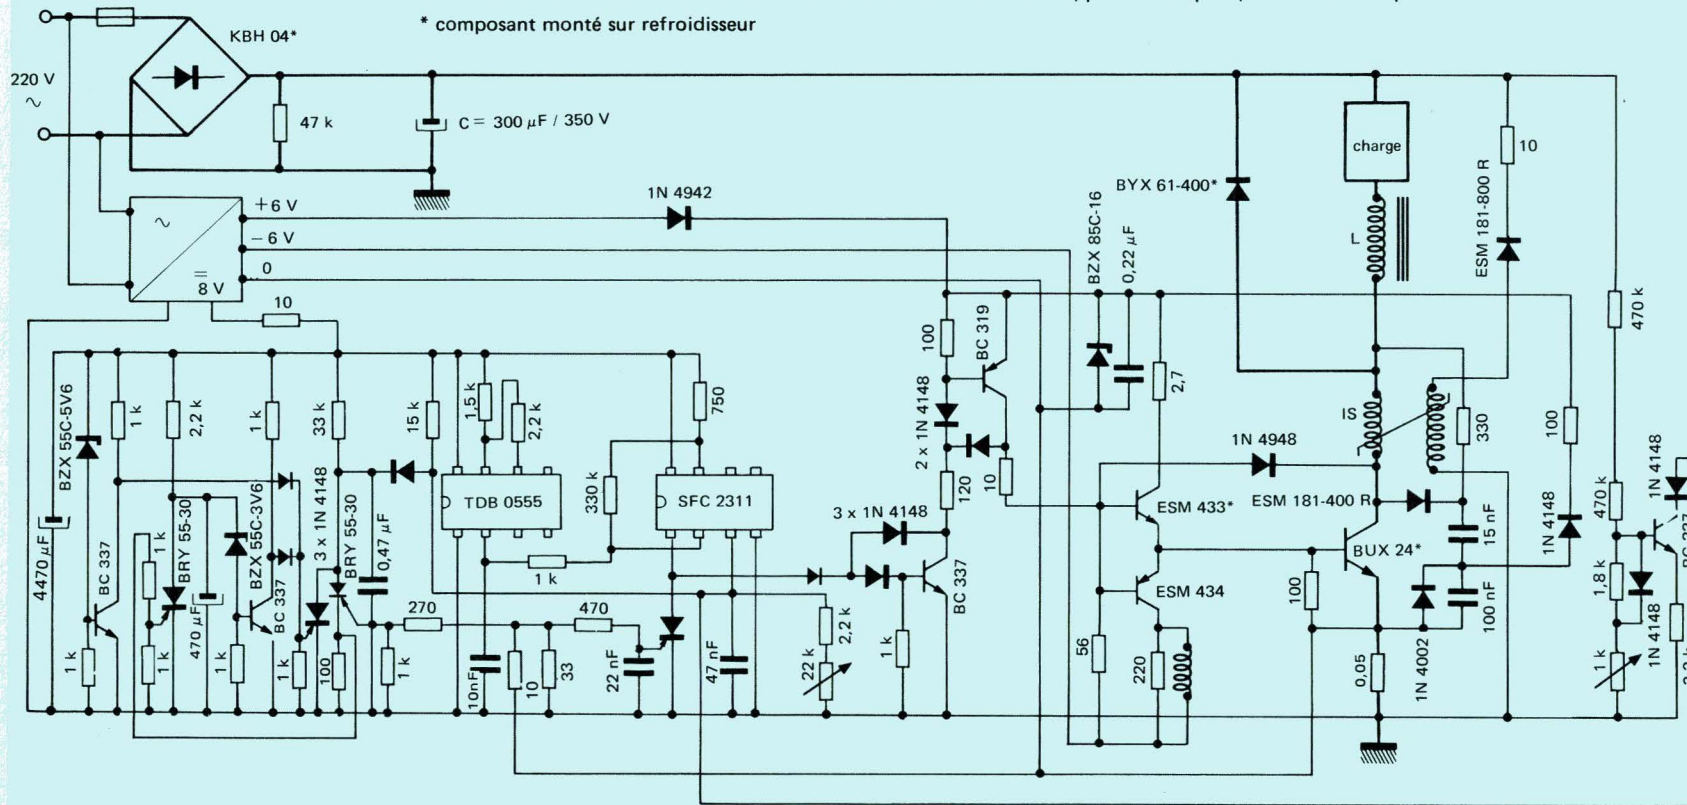 * composant monté sur refroidisseur
KBH 04*
220 V
~
47 k
C = 300 µF / 350 V
~
=
8 V
+6 V
−6 V
0
10
1N 4942
BYX 61-400*
charge
L
10
ESM 181-800 R
BZX 85C-16
0,22 µF
BC 319
100
2,7
470 k
2 x 1N 4148
IS
330
100
1N 4148
BZX 55C-5V6
1 k
2,2 k
1 k
33 k
15 k
1,5 k
2,2 k
750
1N 4948
ESM 181-400 R
470 k
1N 4148
3 x 1N 4148
TDB 0555
330 k
SFC 2311
120
10
ESM 433*
15 nF
4470 µF
BC 337
1 k
BRY 55-30
BZX 55C-3V6
BC 337
BRY 55-30
0,47 µF
1 k
3 x 1N 4148
BC 337
ESM 434
BUX 24*
100
100 nF
1,8 k
1N 4148
1 k
1 k
470 µF
1 k
1 k
100
1 k
270
10nF
10
33
470
22 nF
47 nF
2,2 k
22 k
1 k
56
220
0,05
1N 4002
1 k